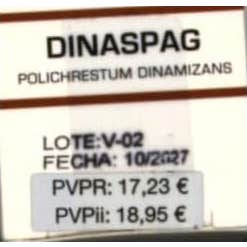 DINASPAG
POLICHRESTUM DINAMIZANS
LOTE:V-02
FECHA: 10/2027
PVPR: 17,23 €
PVPii: 18,95 €